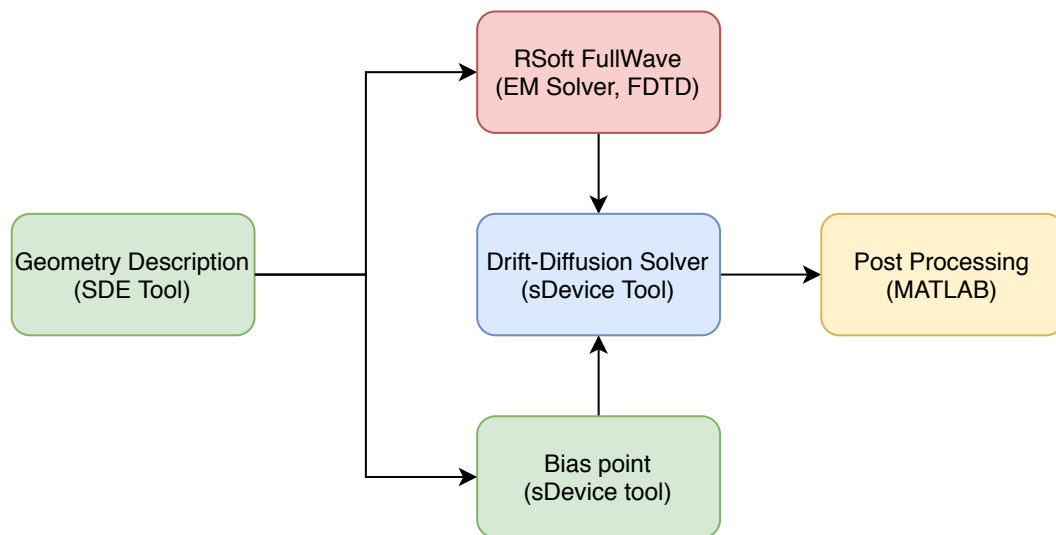 RSoft FullWave
(EM Solver, FDTD)
Geometry Description
(SDE Tool)
Drift-Diffusion Solver
(sDevice Tool)
Post Processing
(MATLAB)
Bias point
(sDevice tool)